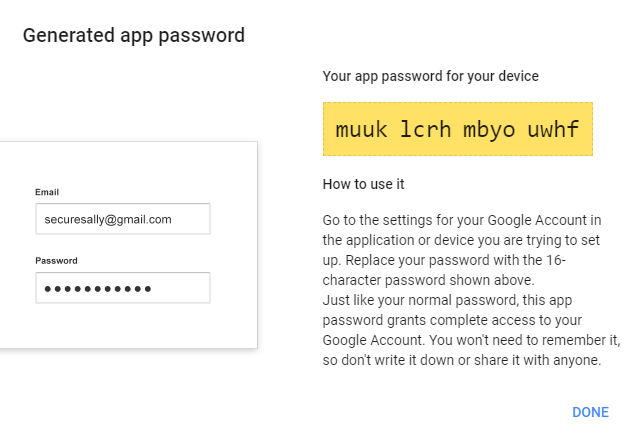 Generated app password
Your app password for your device
muuk lcrh mbyo uwhf
How to use it
Email
securesally@gmail.com
Password
●●●●●●●●●●●
Go to the settings for your Google Account in
the application or device you are trying to set
up. Replace your password with the 16-
character password shown above.
Just like your normal password, this app
password grants complete access to your
Google Account. You won't need to remember it,
so don't write it down or share it with anyone.
DONE